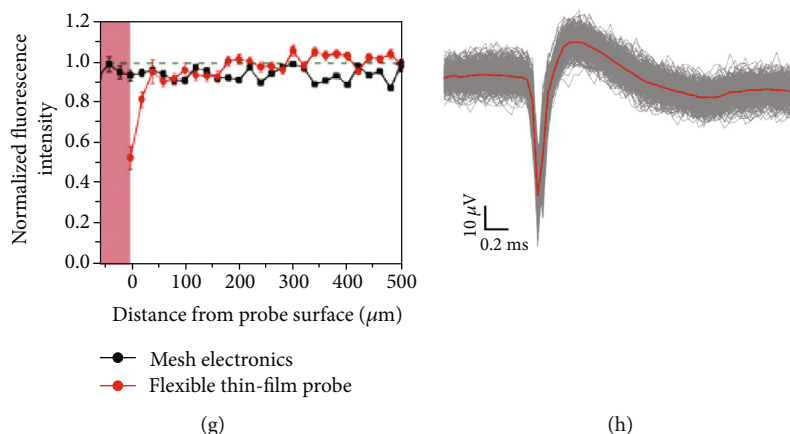 Normalized fluorescence
intensity
1.2
1.0
0.8
0.6
0.4
0.2
0.0
0
100
200
300
400
500
Distance from probe surface (μm)
Mesh electronics
Flexible thin-film probe
(g)
10 μV
0.2 ms
(h)